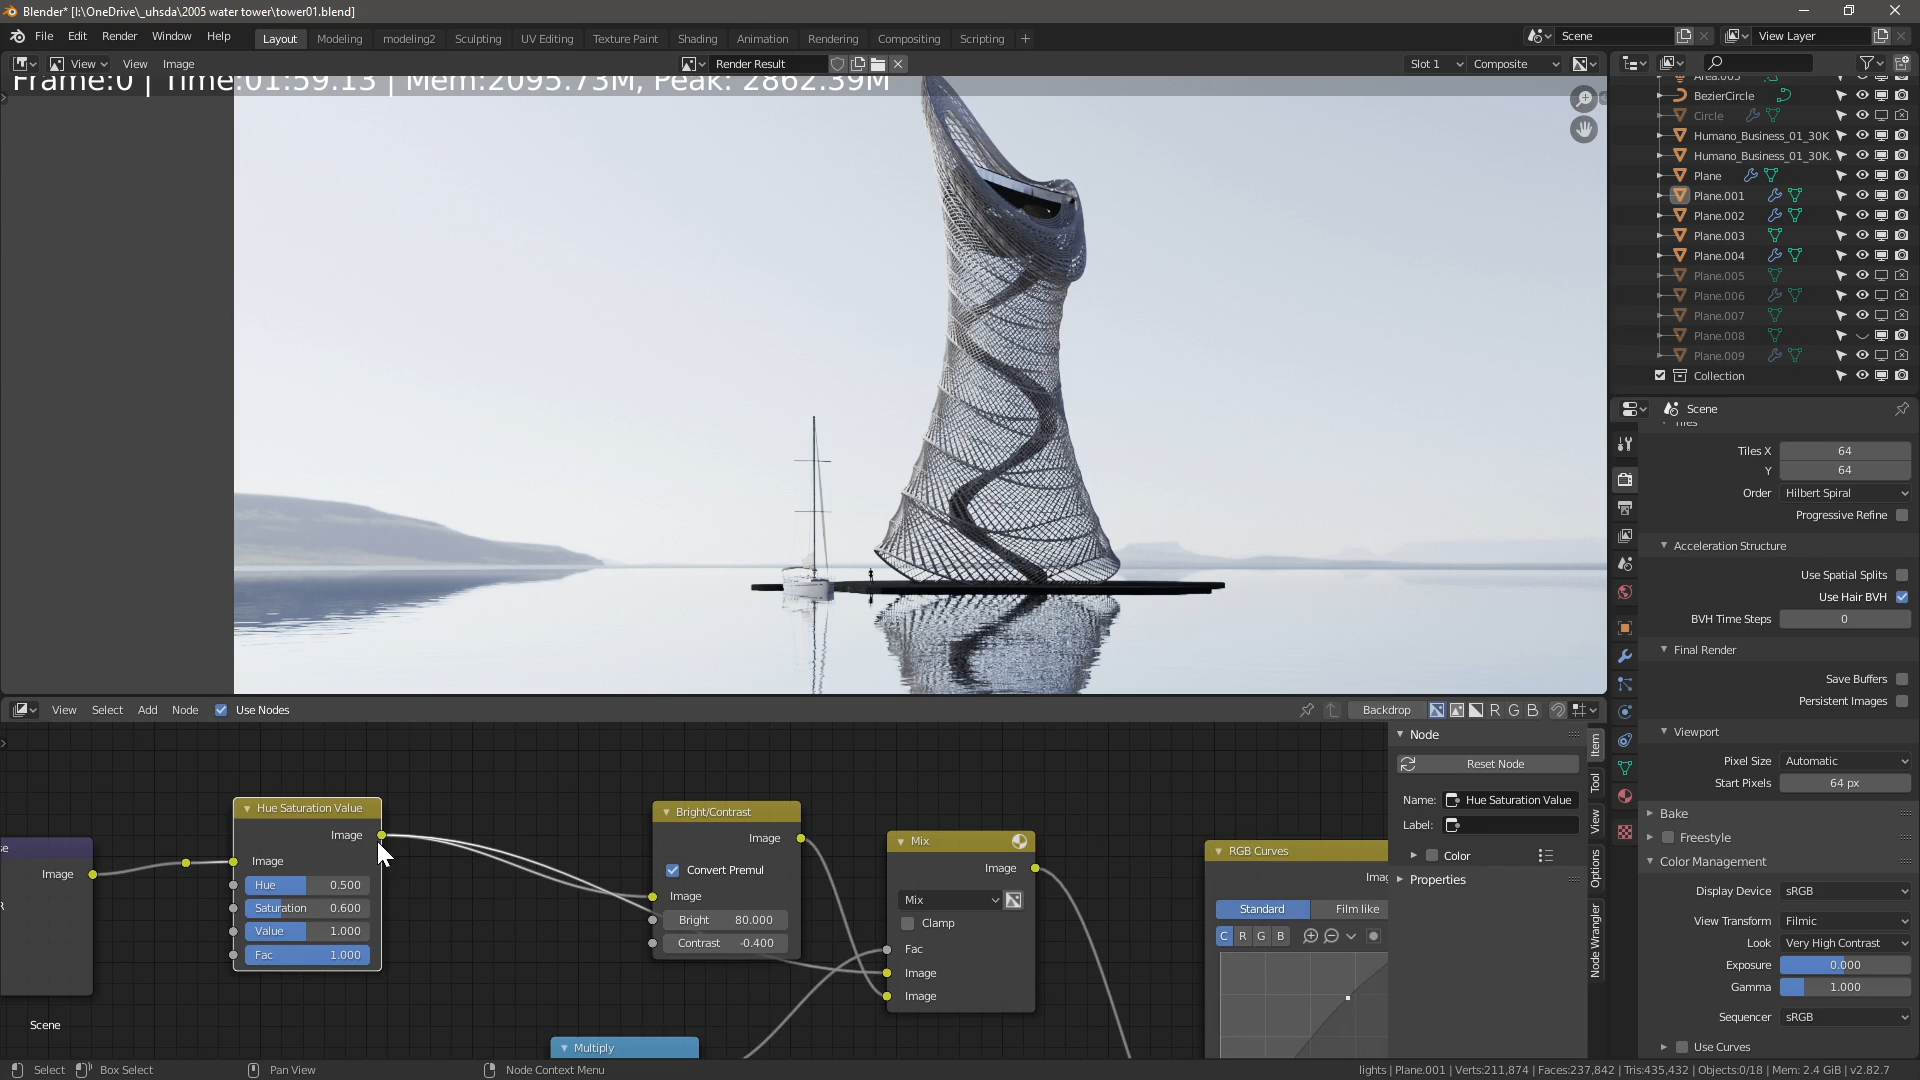 Blender* [I:\OneDrive\_uhsda\2005 water tower\tower01.blend]
File Edit Render Window Help Layout Modeling modeling2 Sculpting UV Editing Texture Paint Shading Animation Rendering Compositing Scripting + Scene View Layer
View View Image Render Result Slot 1 Composite
Frame:0 | Time:01:59.13 | Mem:2095.73M, Peak: 2862.39M
Area.005
BezierCircle
Circle
Humano_Business_01_30K
Humano_Business_01_30K.
Plane
Plane.001
Plane.002
Plane.003
Plane.004
Plane.005
Plane.006
Plane.007
Plane.008
Plane.009
Collection
Scene
Tiles
Tiles X 64
Y 64
Order Hilbert Spiral
Progressive Refine
Acceleration Structure
Use Spatial Splits
Use Hair BVH
BVH Time Steps 0
Final Render
Save Buffers
Persistent Images
Viewport
Pixel Size Automatic
Start Pixels 64 px
Bake
Freestyle
Color Management
Display Device sRGB
View Transform Filmic
Look Very High Contrast
Exposure 0.000
Gamma 1.000
Sequencer sRGB
Use Curves
View Select Add Node Use Nodes Backdrop R G B
Node
Reset Node
Name: Hue Saturation Value
Label:
Color
Properties
Item
Tool
View
Options
Node Wrangler
se
Image
R
Scene
Hue Saturation Value
Image
Image
Hue 0.500
Saturation 0.600
Value 1.000
Fac 1.000
Bright/Contrast
Image
Convert Premul
Image
Bright 80.000
Contrast -0.400
Multiply
Mix
Image
Mix
Clamp
Fac
Image
Image
RGB Curves
Imag
Standard Film like
C R G B
Select Box Select Pan View Node Context Menu
lights | Plane.001 | Verts:211,874 | Faces:237,842 | Tris:435,432 | Objects:0/18 | Mem: 2.4 GiB | v2.82.7